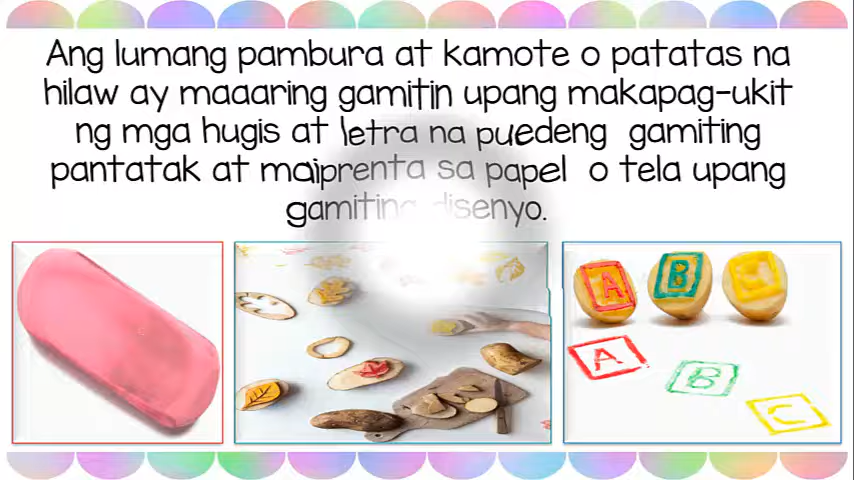 Ang lumang pambura at kamote o patatas na
hilaw ay maaaring gamitin upang makapag-ukit
ng mga hugis at letra na puedeng gamiting
pantatak at maiprenta sa papel o tela upang
gamiting disenyo.
A B C
A
B
C